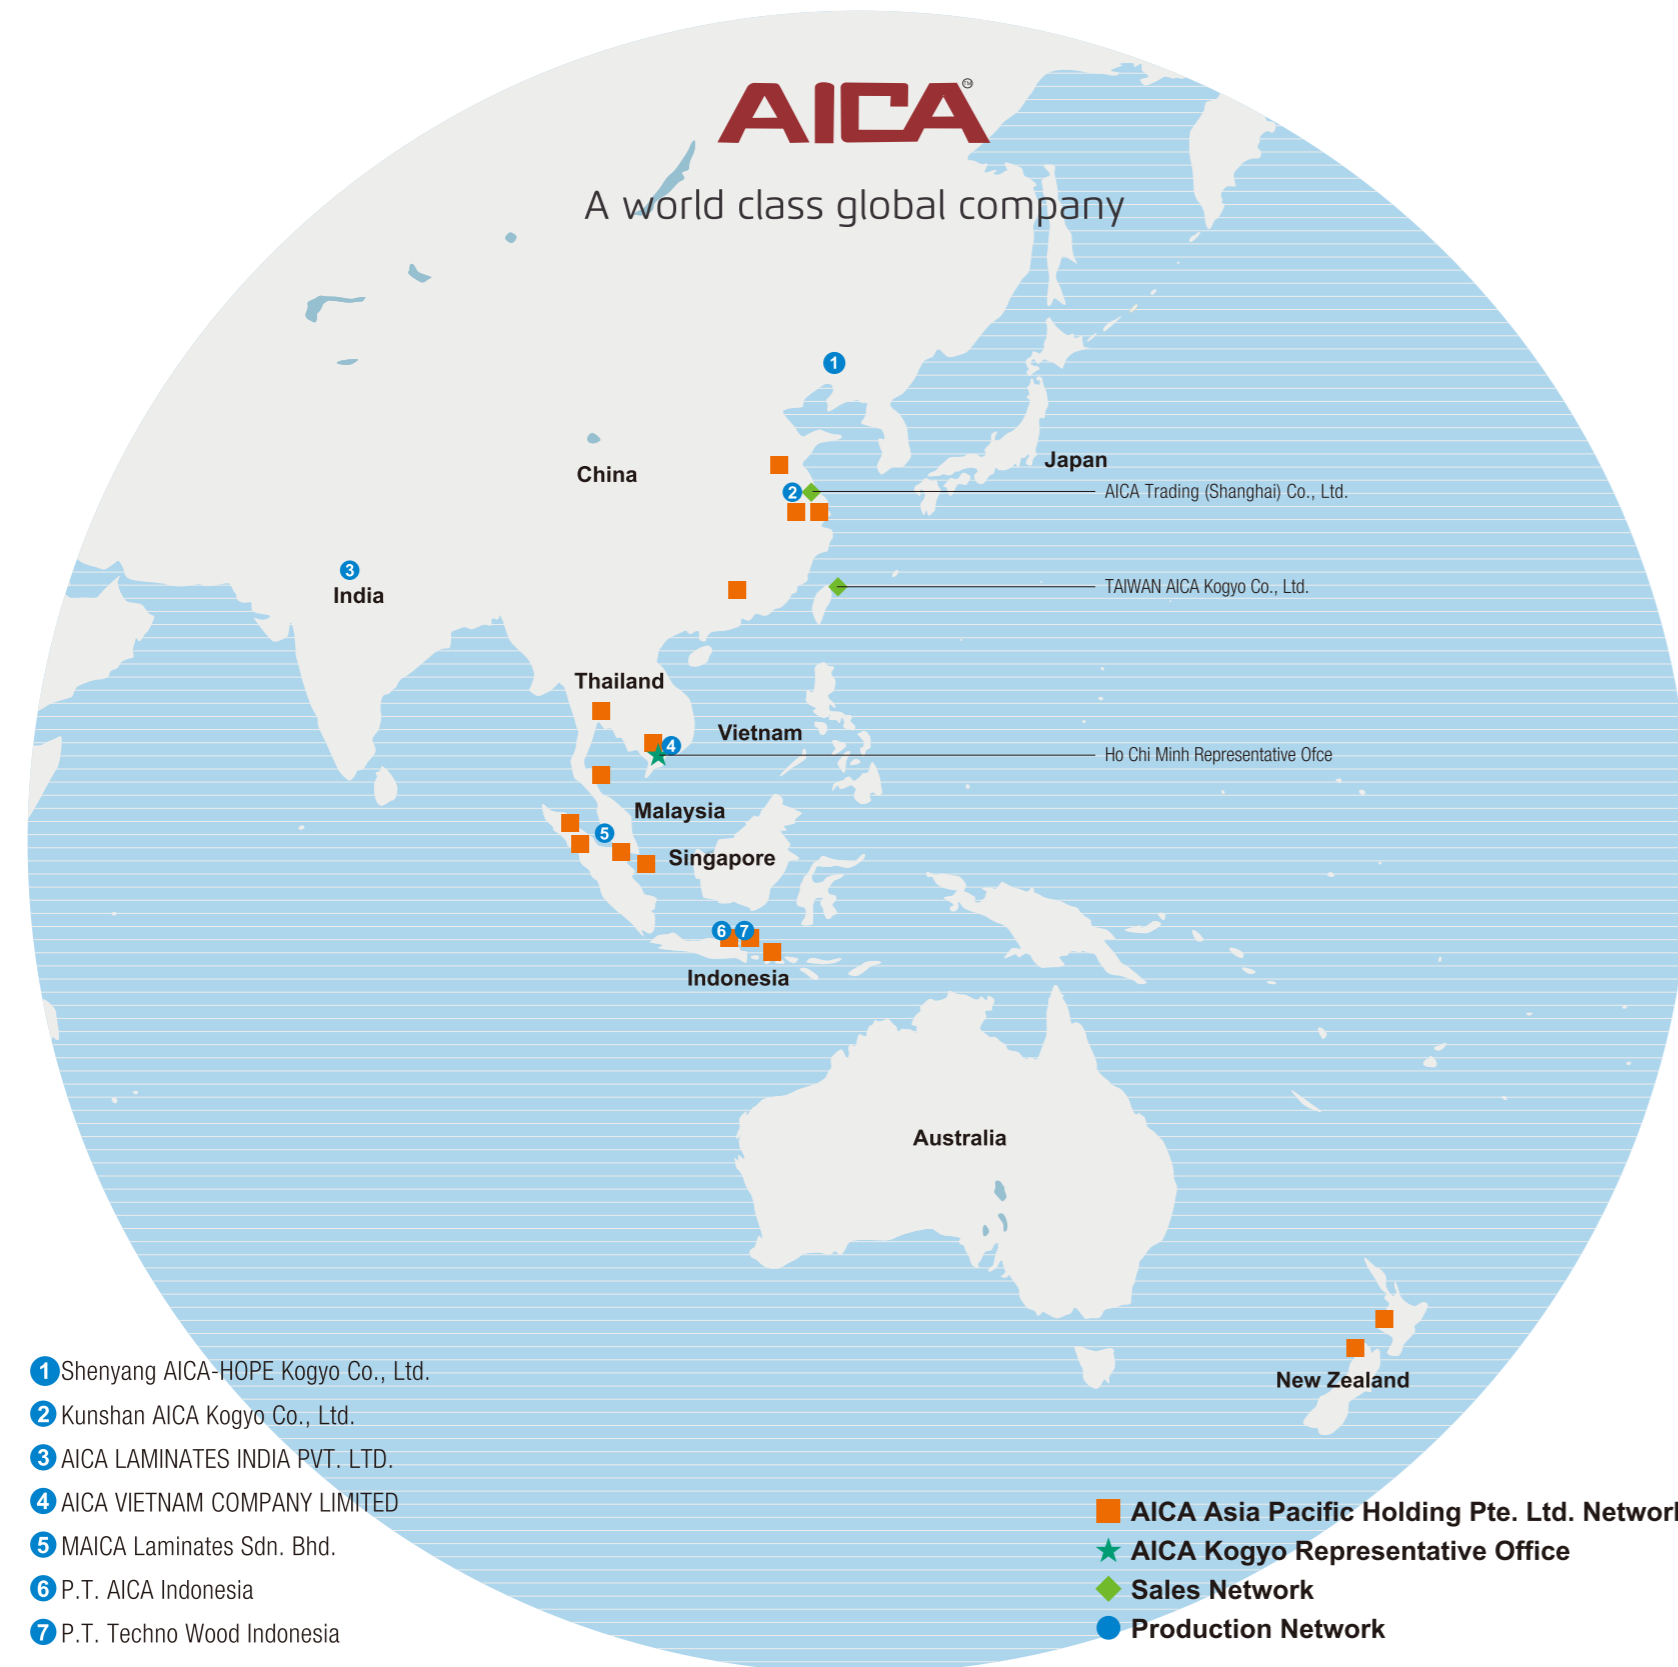 AICA
TM
A world class global company
1
China
Japan
2
AICA Trading (Shanghai) Co., Ltd.
3
India
TAIWAN AICA Kogyo Co., Ltd.
Thailand
Vietnam
4
Ho Chi Minh Representative Ofce
Malaysia
5
Singapore
6 7
Indonesia
Australia
New Zealand
1 Shenyang AICA-HOPE Kogyo Co., Ltd.
2 Kunshan AICA Kogyo Co., Ltd.
3 AICA LAMINATES INDIA PVT. LTD.
4 AICA VIETNAM COMPANY LIMITED
5 MAICA Laminates Sdn. Bhd.
6 P.T. AICA Indonesia
7 P.T. Techno Wood Indonesia
AICA Asia Pacific Holding Pte. Ltd. Network
AICA Kogyo Representative Office
Sales Network
Production Network